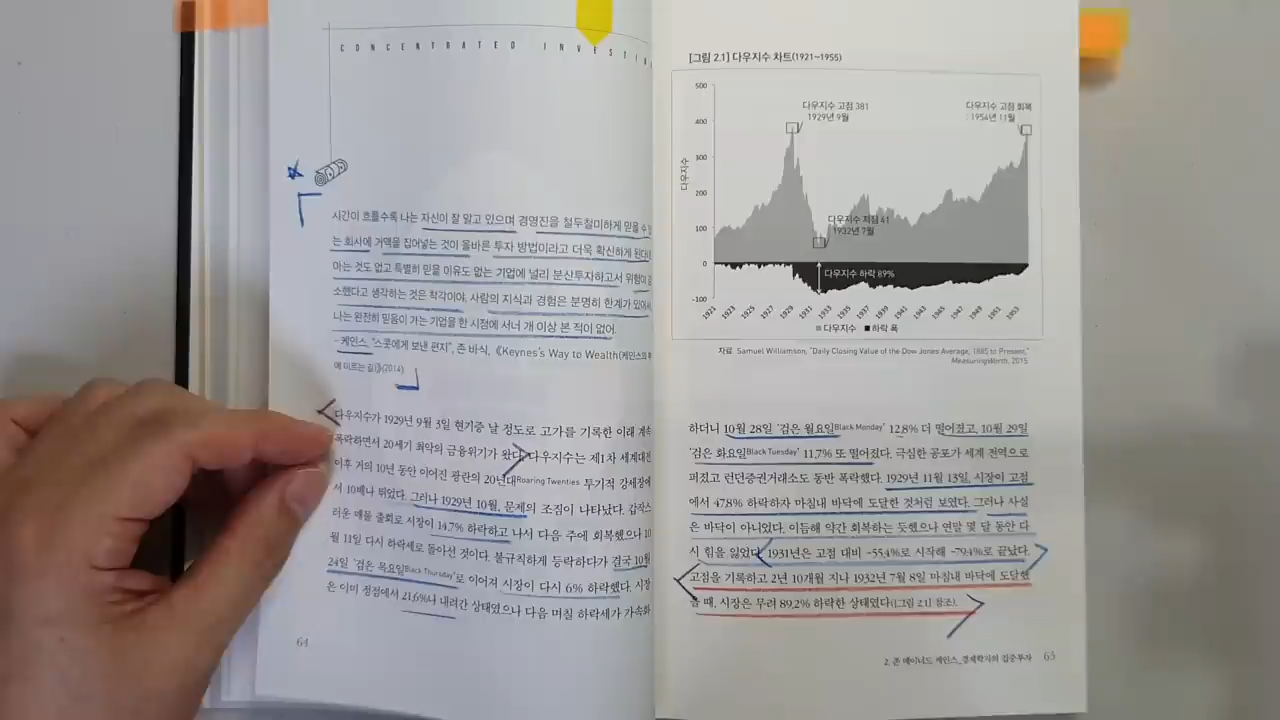 CONCENTRATED INVESTI
시간이 흐를수록 나는 자신이 잘 알고 있으며 경영진을 철두철미하게 믿을 수 있
는 회사에 거액을 집어넣는 것이 올바른 투자 방법이라고 더욱 확신하게 된다네
아는 것도 없고 특별히 믿을 이유도 없는 기업에 널리 분산투자하고서 위험이 감
소했다고 생각하는 것은 착각이야. 사람의 지식과 경험은 분명히 한계가 있어서
나는 완전히 믿음이 가는 기업을 한 시점에 서너 개 이상 본 적이 없어.
- 케인스, "스콧에게 보낸 편지", 존 바식, 《Keynes's Way to Wealth(케인스의 부
에 이르는 길)》(2014)
다우지수가 1929년 9월 3일 현기증 날 정도로 고가를 기록한 이래 계속
폭락하면서 20세기 최악의 금융위기가 왔다. 다우지수는 제1차 세계대전
이후 거의 10년 동안 이어진 광란의 20년대Roaring Twenties 투기적 강세장에
서 10배나 뛰었다. 그러나 1929년 10월, 문제의 조짐이 나타났다. 갑작스
러운 매물 출회로 시장이 14.7% 하락하고 나서 다음 주에 회복했으나 10
월 11일 다시 하락세로 돌아선 것이다. 불규칙하게 등락하다가 결국 10월
24일 '검은 목요일Black Thursday'로 이어져 시장이 다시 6% 하락했다. 시장
은 이미 정점에서 21.6%나 내려간 상태였으나 다음 며칠 하락세가 가속화
64
[그림 2.1] 다우지수 차트(1921~1955)
500
400
300
200
100
0
-100
다우지수
다우지수 고점 381
1929년 9월
다우지수 고점 회복
: 1954년 11월
다우지수 저점 41
1932년 7월
다우지수 하락 89%
1921 1923 1925 1927 1929 1931 1933 1935 1937 1939 1941 1943 1945 1947 1949 1951 1953
다우지수 하락 폭
자료: Samuel Williamson, "Daily Closing Value of the Dow Jones Average, 1885 to Present,"
MeasuringWorth, 2015
하더니 10월 28일 '검은 월요일Black Monday' 12.8% 더 떨어졌고, 10월 29일
'검은 화요일Black Tuesday' 11.7% 또 떨어졌다. 극심한 공포가 세계 전역으로
퍼졌고 런던증권거래소도 동반 폭락했다. 1929년 11월 13일, 시장이 고점
에서 47.8% 하락하자 마침내 바닥에 도달한 것처럼 보였다. 그러나 사실
은 바닥이 아니었다. 이듬해 약간 회복하는 듯했으나 연말 몇 달 동안 다
시 힘을 잃었다. 1931년은 고점 대비 -55.4%로 시작해 -79.4%로 끝났다.
고점을 기록하고 2년 10개월 지나 1932년 7월 8일 마침내 바닥에 도달했
을 때, 시장은 무려 89.2% 하락한 상태였다([그림 2.1] 참조).
2. 존 메이너드 케인스_경제학자의 집중투자 65